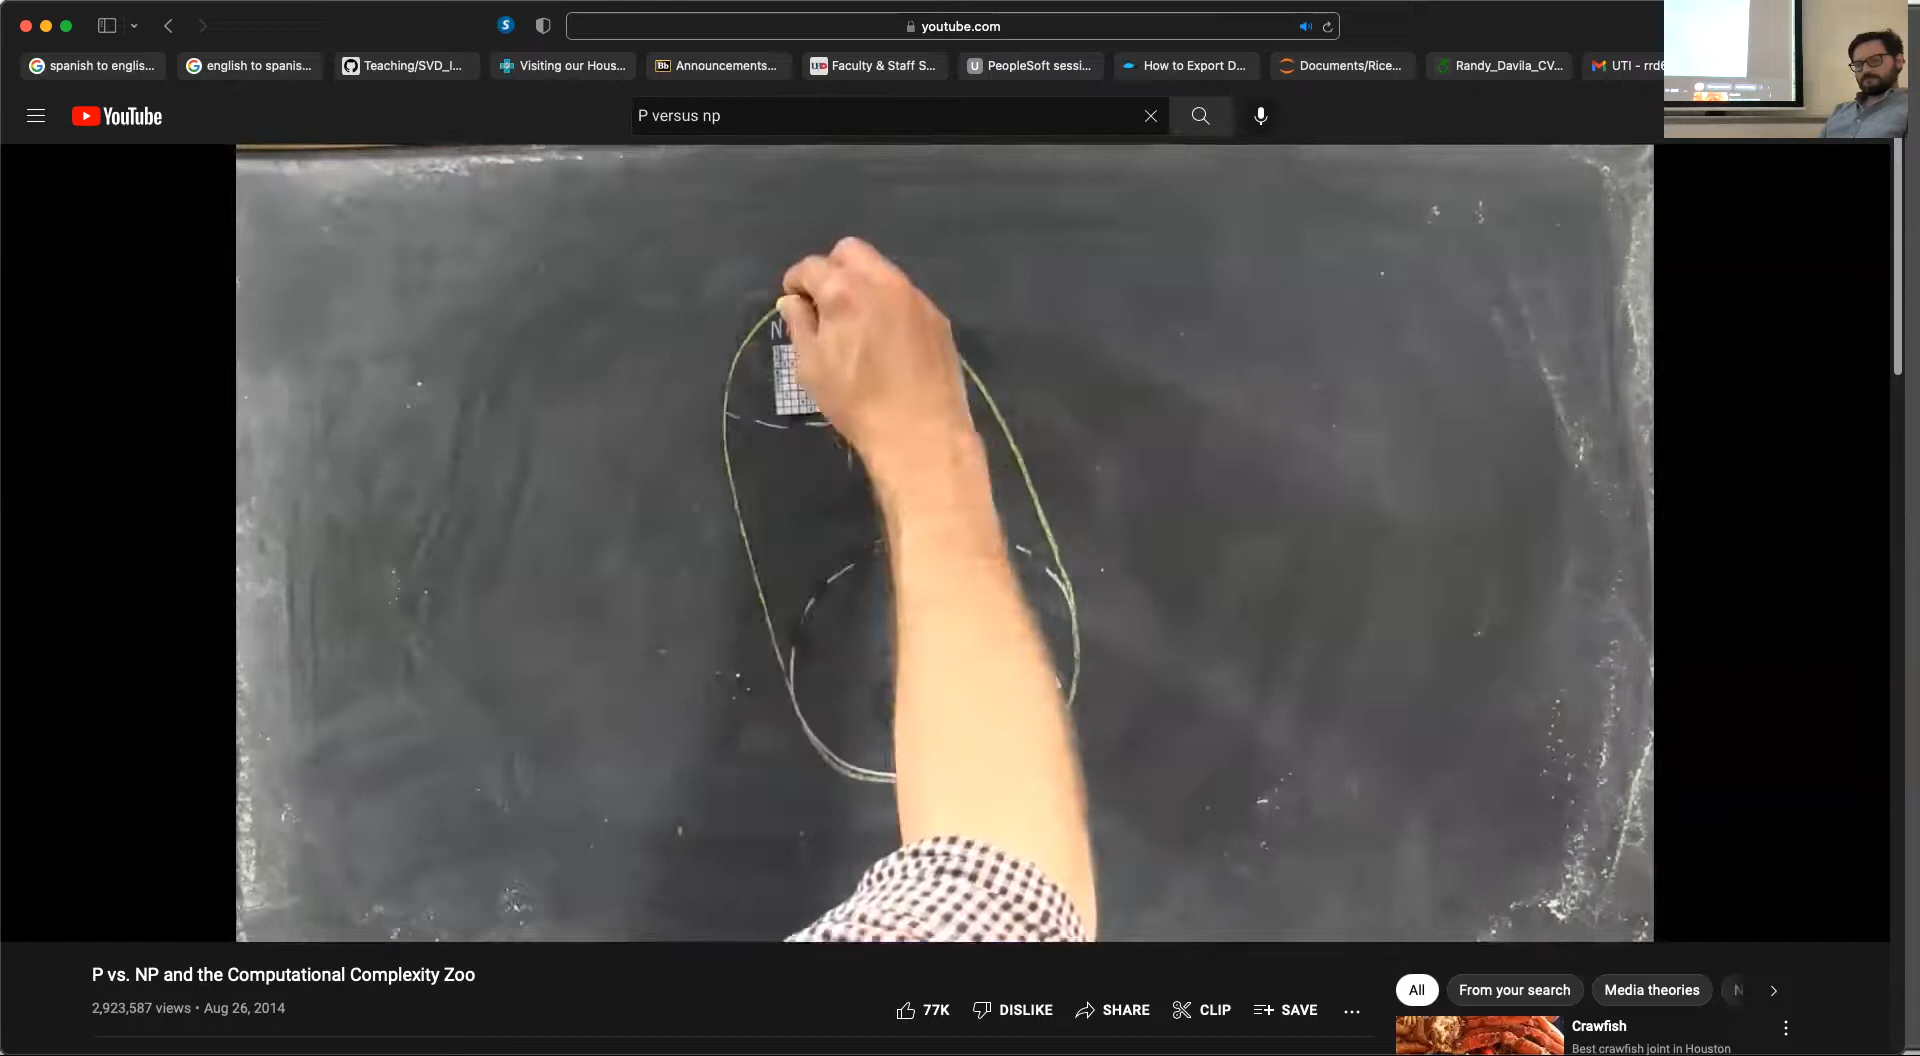 S
youtube.com
spanish to englis...
english to spanis...
Teaching/SVD_I...
Visiting our Hous...
Bb
Announcements...
UHD
Faculty & Staff S...
U
PeopleSoft sessi...
How to Export D...
Documents/Rice...
Randy_Davila_CV...
UTI - rrd
YouTube
P versus np
N
P vs. NP and the Computational Complexity Zoo
2,923,587 views • Aug 26, 2014
77K
DISLIKE
SHARE
CLIP
SAVE
All
From your search
Media theories
N
Crawfish
Best crawfish joint in Houston